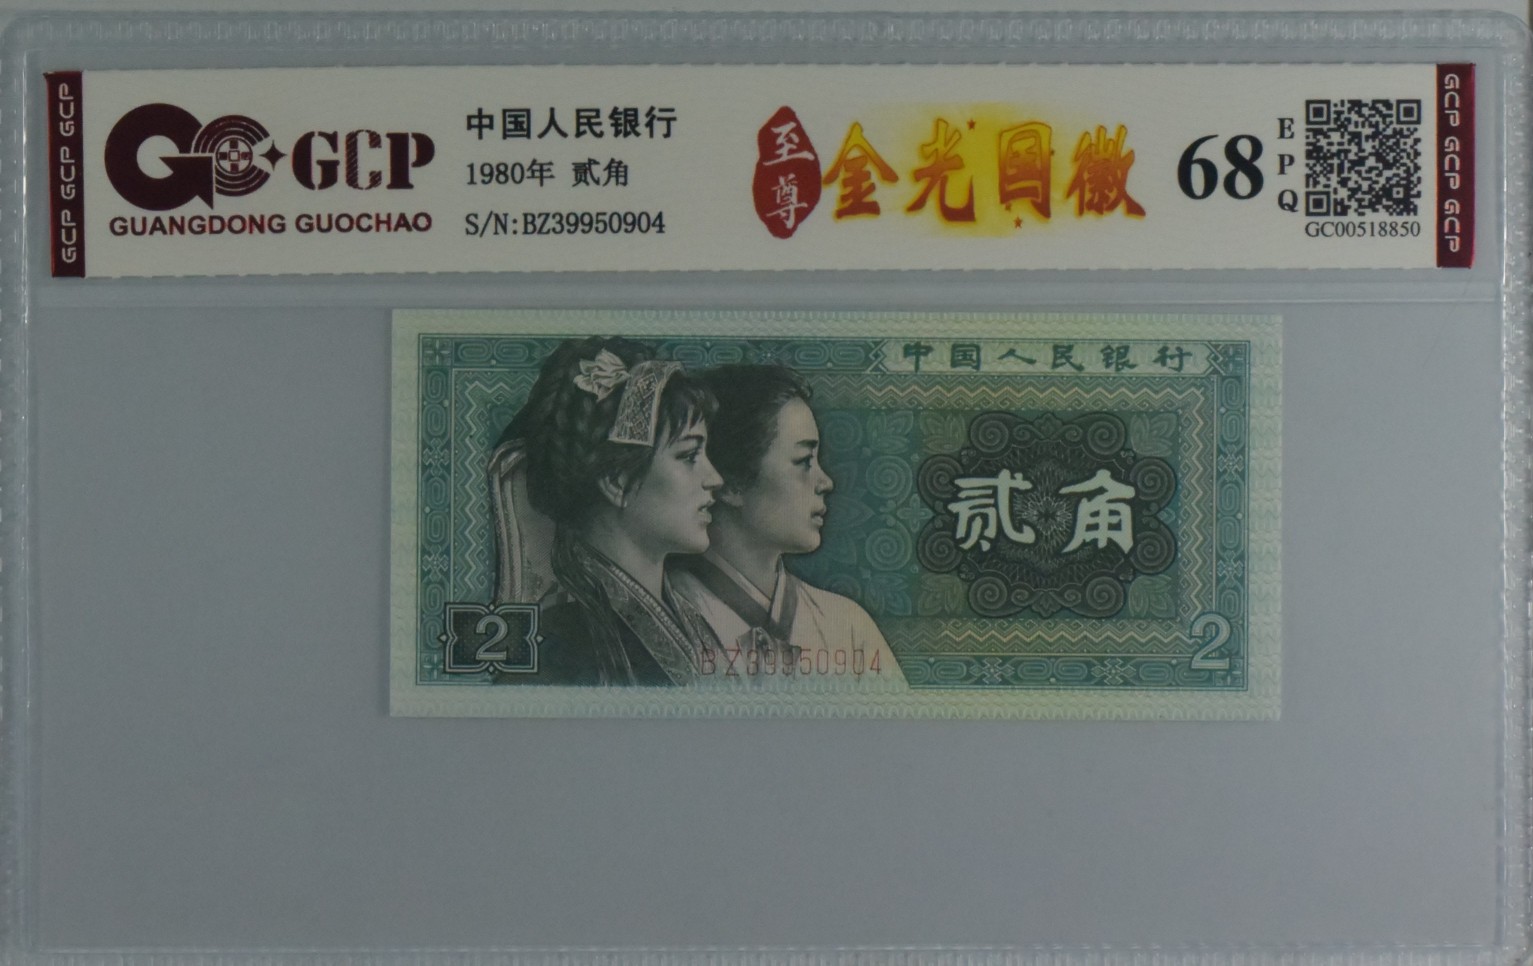 GCP GCP GCP
GCP
GUANGDONG GUOCHAO
中国人民银行
1980年 贰角
S/N:BZ39950904
至尊
金光国徽
68
EPQ
GC00518850
GCP GCP GCP
中国人民银行
贰角
2
2
BZ39950904